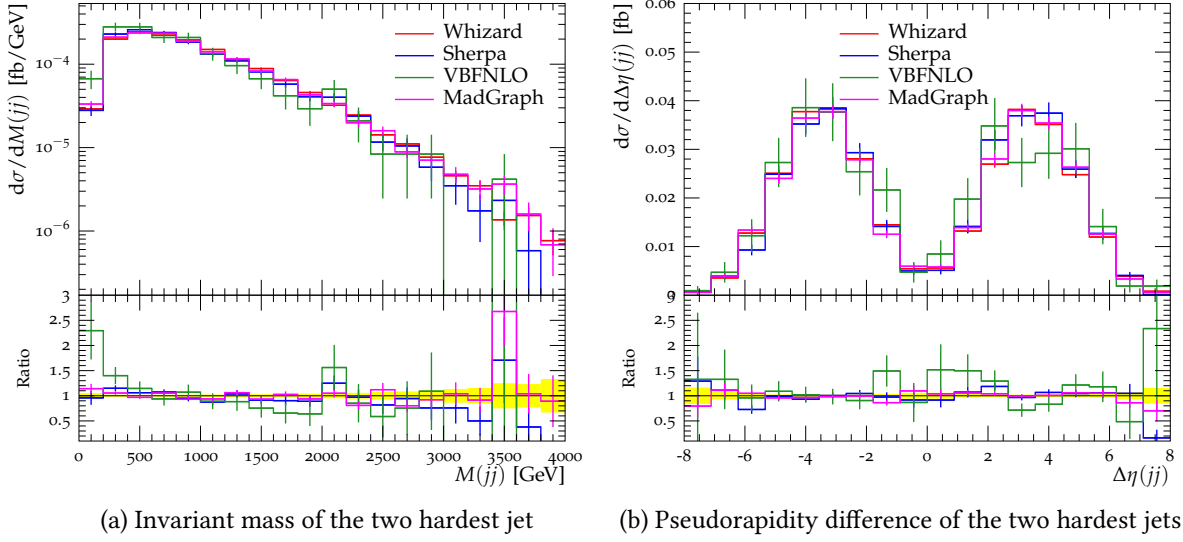 Whizard
Sherpa
VBFNLO
MadGraph
10−4
10−5
10−6
dσ/dM(jj) [fb/GeV]
3
2.5
2
1.5
1
0.5
Ratio
0 500 1000 1500 2000 2500 3000 3500 4000
M(jj) [GeV]
(a) Invariant mass of the two hardest jet
Whizard
Sherpa
VBFNLO
MadGraph
0.06
0.05
0.04
0.03
0.02
0.01
dσ/dΔη(jj) [fb]
2.5
2
1.5
1
0.5
Ratio
-8 -6 -4 -2 0 2 4 6 8
Δη(jj)
(b) Pseudorapidity difference of the two hardest jets